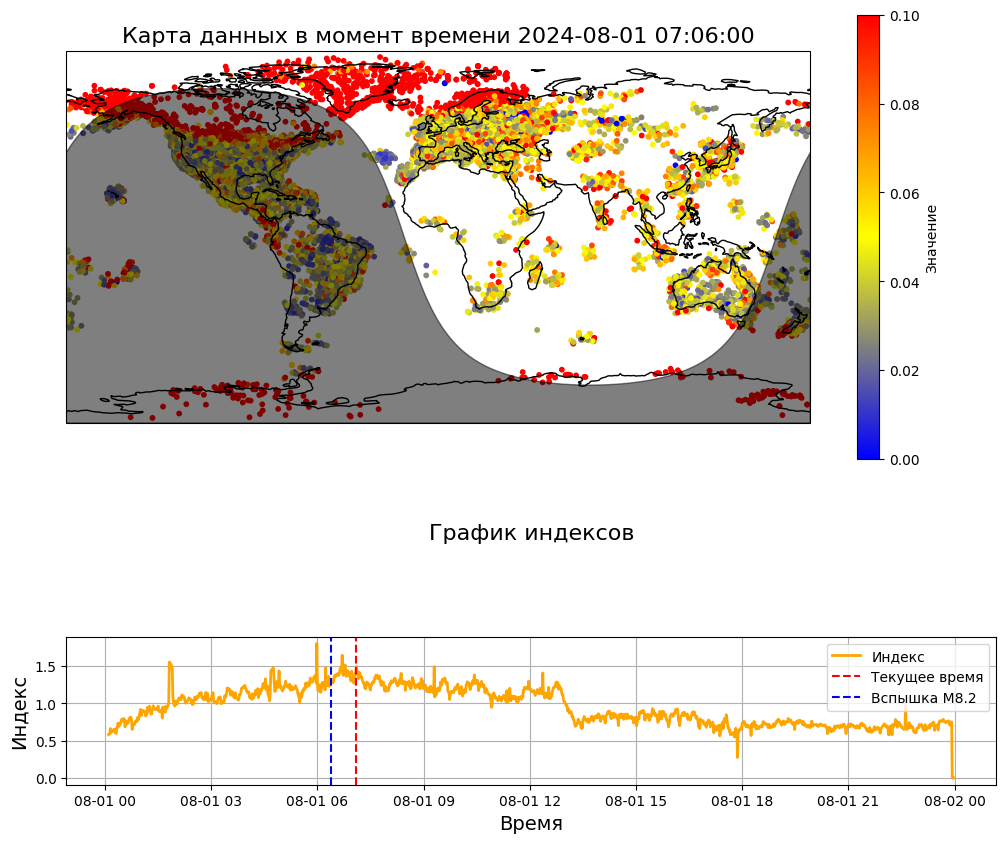 Карта данных в момент времени 2024-08-01 07:06:00
0.10
0.08
0.06
0.04
0.02
0.00
Значение
График индексов
Индекс
1.5
1.0
0.5
0.0
Индекс
Текущее время
Вспышка M8.2
08-01 00 08-01 03 08-01 06 08-01 09 08-01 12 08-01 15 08-01 18 08-01 21 08-02 00
Время